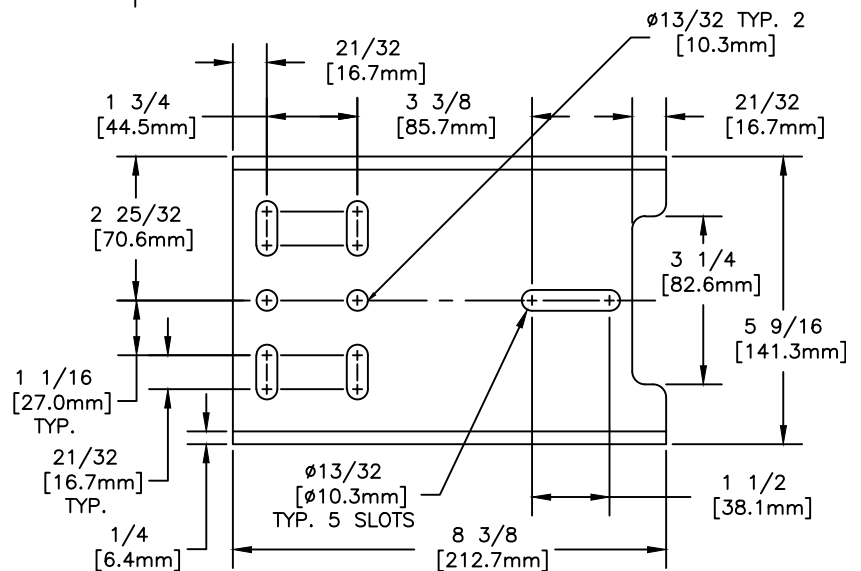 ø13/32 TYP. 2
[10.3mm]
21/32
[16.7mm]
1 3/4
[44.5mm]
3 3/8
[85.7mm]
21/32
[16.7mm]
2 25/32
[70.6mm]
3 1/4
[82.6mm]
5 9/16
[141.3mm]
1 1/16
[27.0mm]
TYP.
21/32
[16.7mm]
TYP.
ø13/32
[ø10.3mm]
TYP. 5 SLOTS
1 1/2
[38.1mm]
1/4
[6.4mm]
8 3/8
[212.7mm]